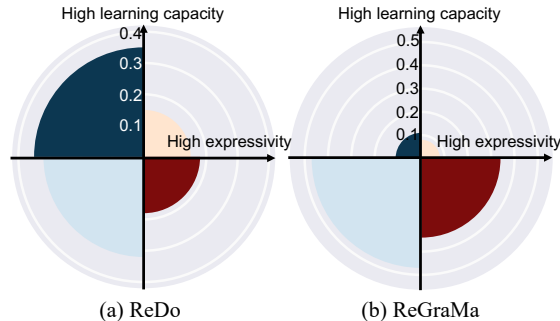 High learning capacity
0.4
0.3
0.2
0.1
High expressivity
(a) ReDo
High learning capacity
0.5
0.4
0.3
0.2
0.1
High expressivity
(b) ReGraMa